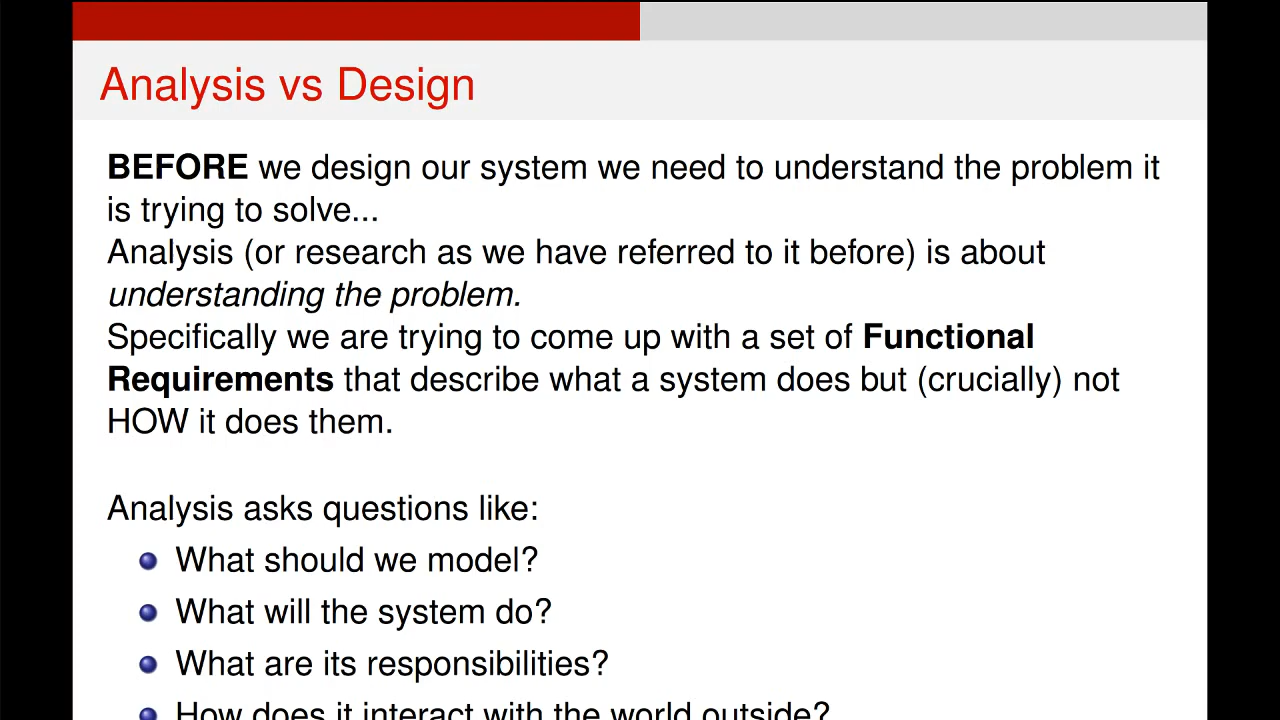 Analysis vs Design
BEFORE we design our system we need to understand the problem it
is trying to solve...
Analysis (or research as we have referred to it before) is about
understanding the problem.
Specifically we are trying to come up with a set of Functional
Requirements that describe what a system does but (crucially) not
HOW it does them.
Analysis asks questions like:
What should we model?
What will the system do?
What are its responsibilities?
How does it interact with the world outside?